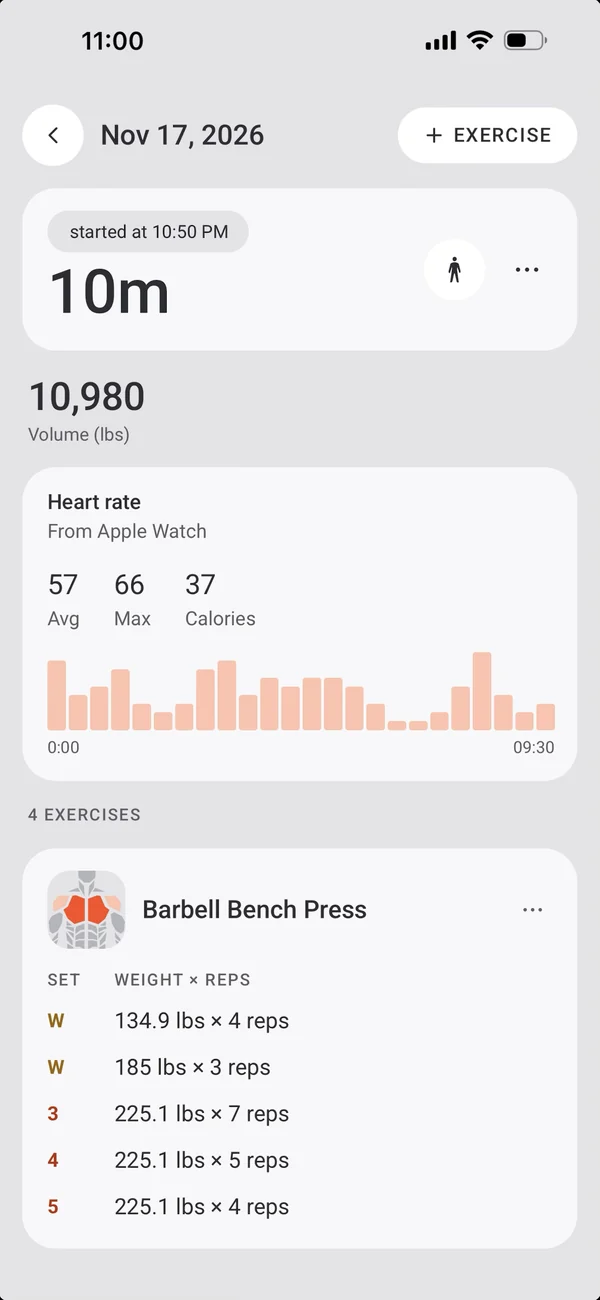 11:00
Nov 17, 2026
+ EXERCISE
started at 10:50 PM
10m
10,980
Volume (lbs)
Heart rate
From Apple Watch
57 66 37
Avg Max Calories
0:00 09:30
4 EXERCISES
Barbell Bench Press
SET WEIGHT × REPS
W 134.9 lbs × 4 reps
W 185 lbs × 3 reps
3 225.1 lbs × 7 reps
4 225.1 lbs × 5 reps
5 225.1 lbs × 4 reps